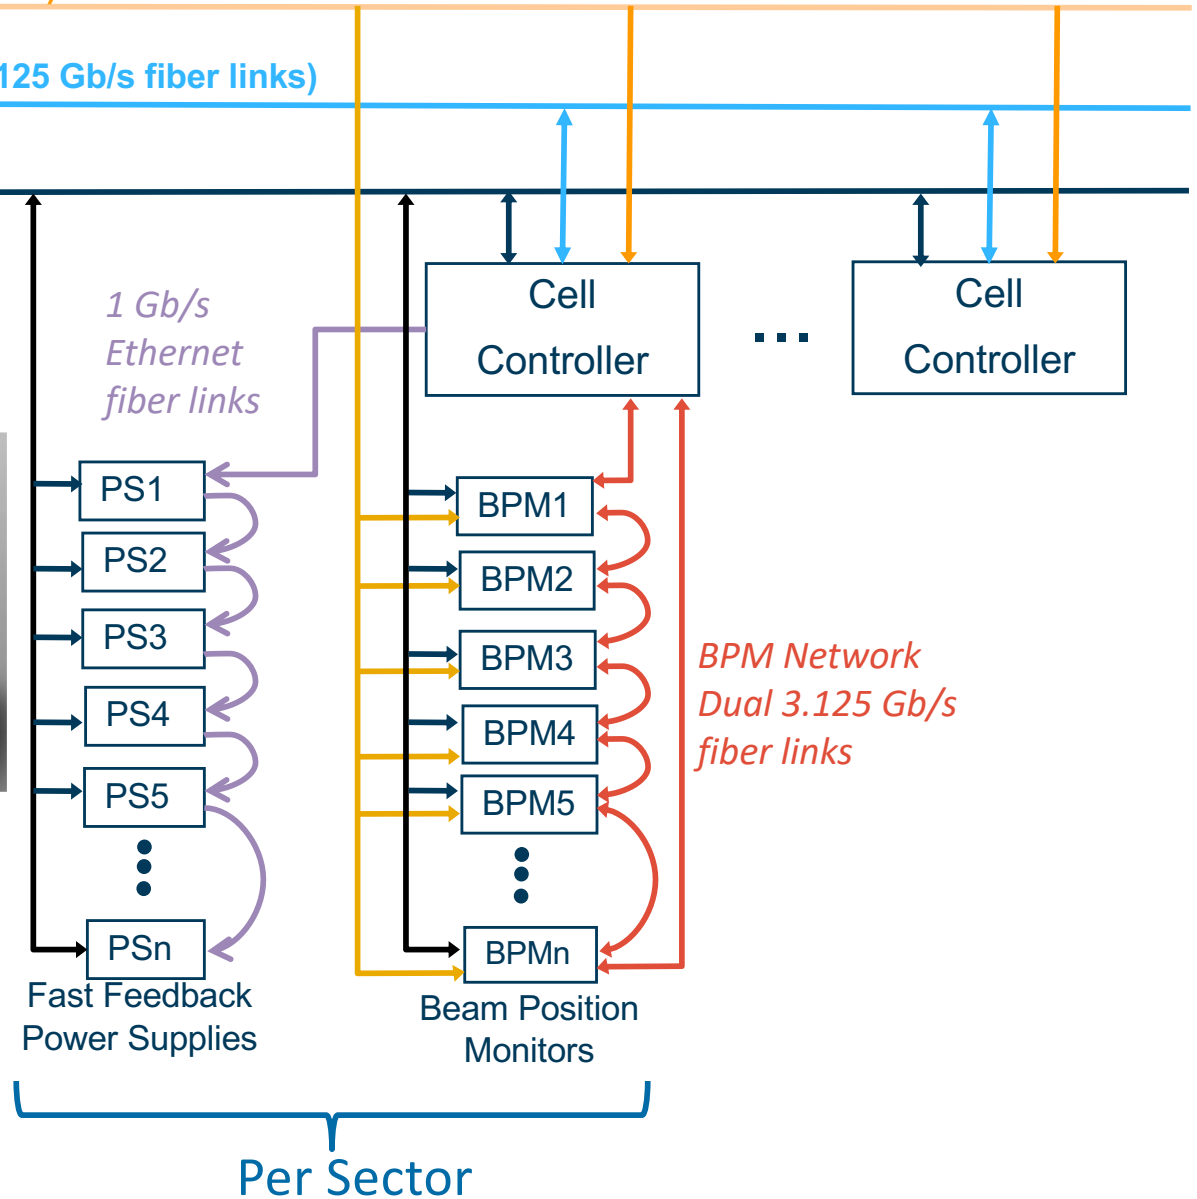 125 Gb/s fiber links)
Cell
Controller
Cell
Controller
1 Gb/s
Ethernet
fiber links
...
PS1
PS2
PS3
PS4
PS5
PSn
BPM1
BPM2
BPM3
BPM4
BPM5
BPMn
BPM Network
Dual 3.125 Gb/s
fiber links
Fast Feedback
Power Supplies
Beam Position
Monitors
Per Sector